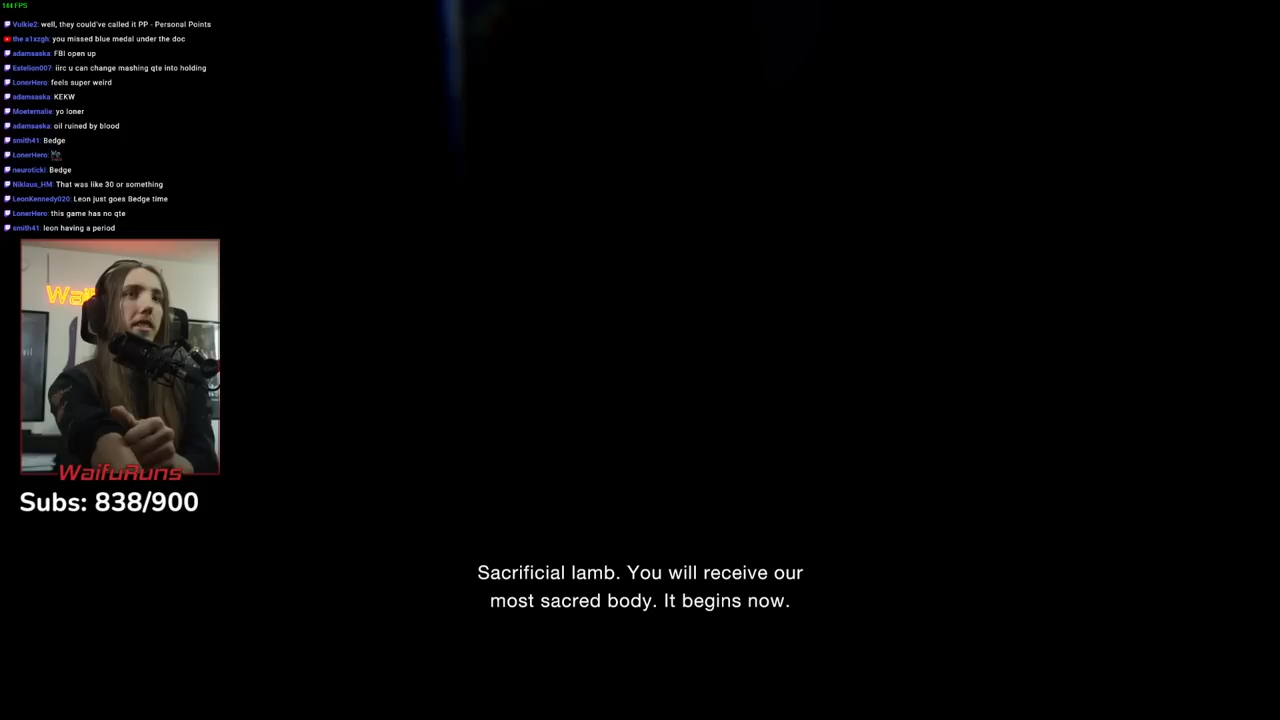 144 FPS
Vulkie2: well, they could've called it PP - Personal Points
the a1xzgh: you missed blue medal under the doc
adamsaska: FBI open up
Estelion007: iirc u can change mashing qte into holding
LonerHero: feels super weird
adamsaska: KEKW
Moeternalie: yo loner
adamsaska: oil ruined by blood
smith41: Bedge
LonerHero:
neurotickl: Bedge
Niklaus_HM: That was like 30 or something
LeonKennedy020: Leon just goes Bedge time
LonerHero: this game has no qte
smith41: leon having a period
Wai
WaifuRuns
Subs: 838/900
Sacrificial lamb. You will receive our
most sacred body. It begins now.